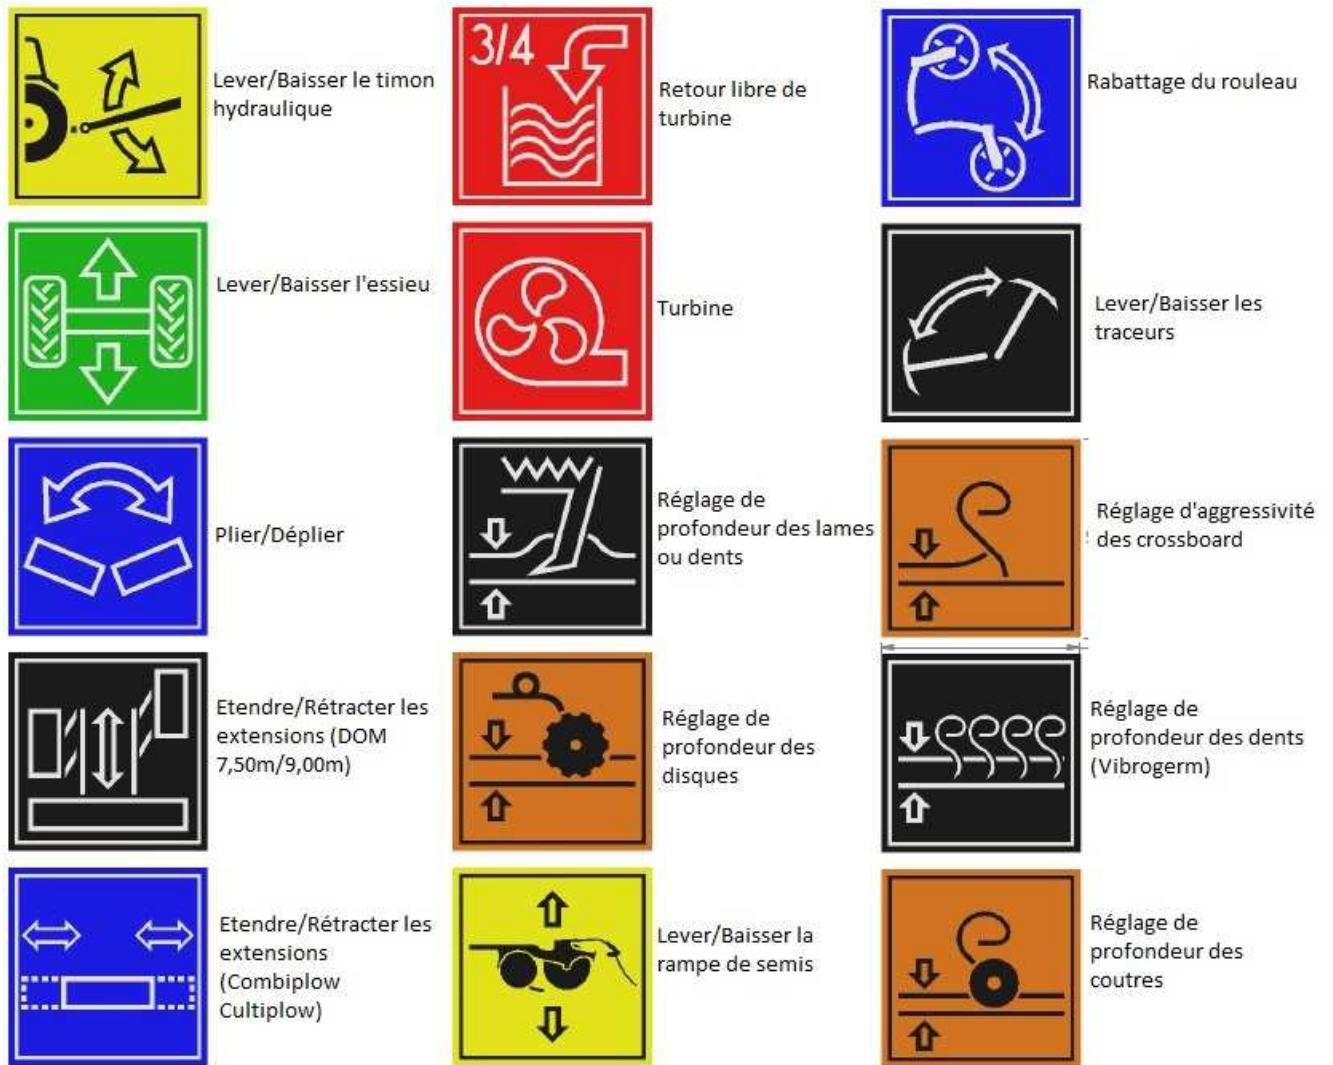 Lever/Baisser le timon
hydraulique
3/4
Retour libre de
turbine
Rabattage du rouleau
Lever/Baisser l'essieu
Turbine
Lever/Baisser les
traceurs
Plier/Déplier
Réglage de
profondeur des lames
ou dents
Réglage d'aggressivité
des crossboard
Etendre/Rétracter les
extensions (DOM
7,50m/9,00m)
Réglage de
profondeur des
disques
Réglage de
profondeur des dents
(Vibrogerm)
Etendre/Rétracter les
extensions
(Combiplow
Cultiplow)
Lever/Baisser la
rampe de semis
Réglage de
profondeur des
coutres